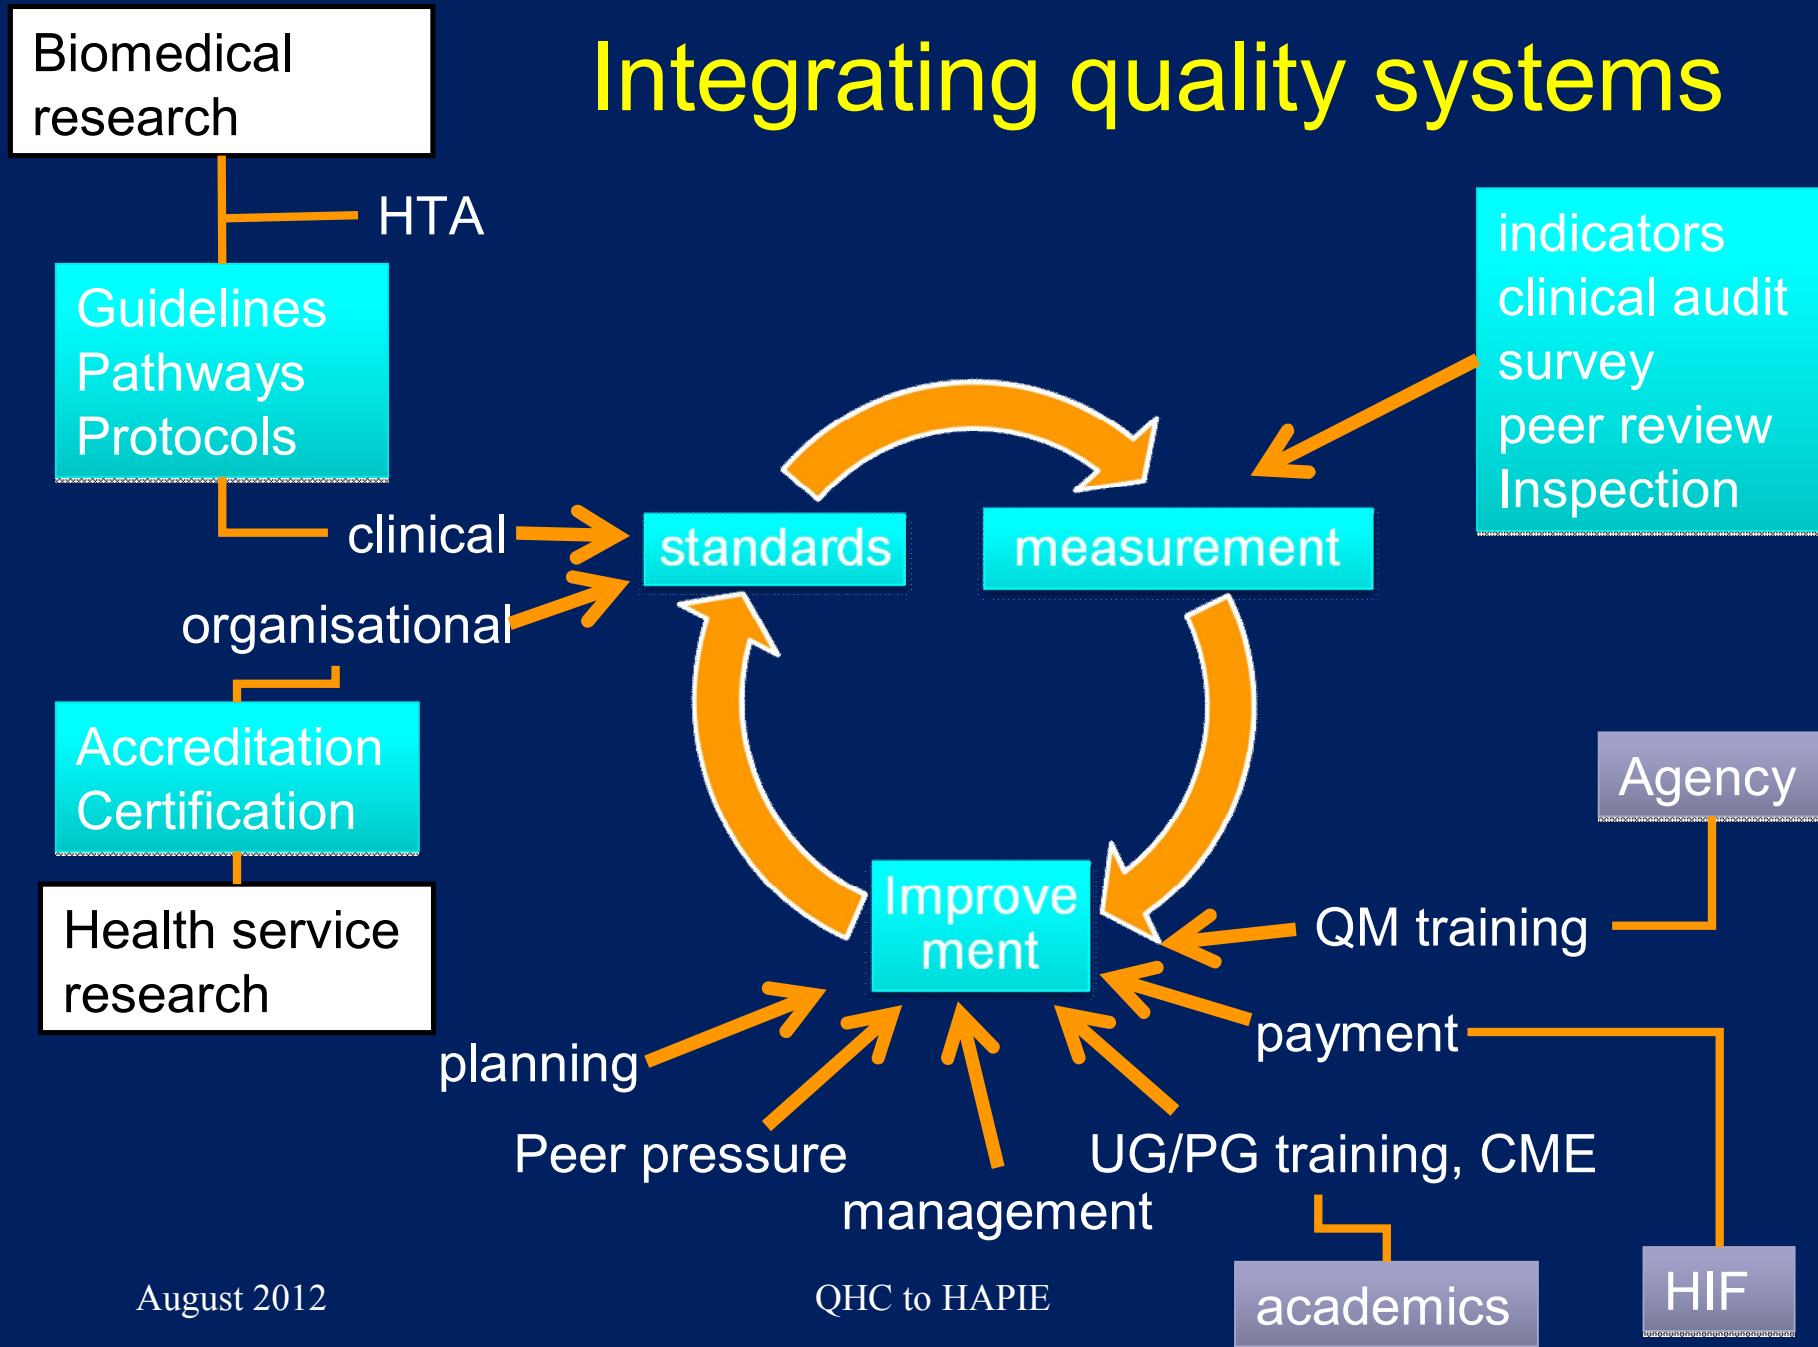 Integrating quality systems
Biomedical
research
HTA
Guidelines
Pathways
Protocols
clinical
organisational
Accreditation
Certification
Health service
research
standards
measurement
Improve
ment
indicators
clinical audit
survey
peer review
Inspection
Agency
QM training
payment
planning
Peer pressure
management
UG/PG training, CME
academics
HIF
August 2012
QHC to HAPIE